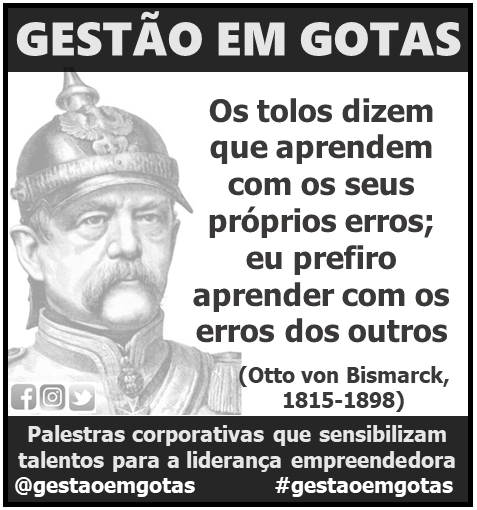 GESTÃO EM GOTAS
Os tolos dizem
que aprendem
com os seus
próprios erros;
eu prefiro
aprender com os
erros dos outros
(Otto von Bismarck,
1815-1898)
Palestras corporativas que sensibilizam
talentos para a liderança empreendedora
@gestaoemgotas #gestaoemgotas